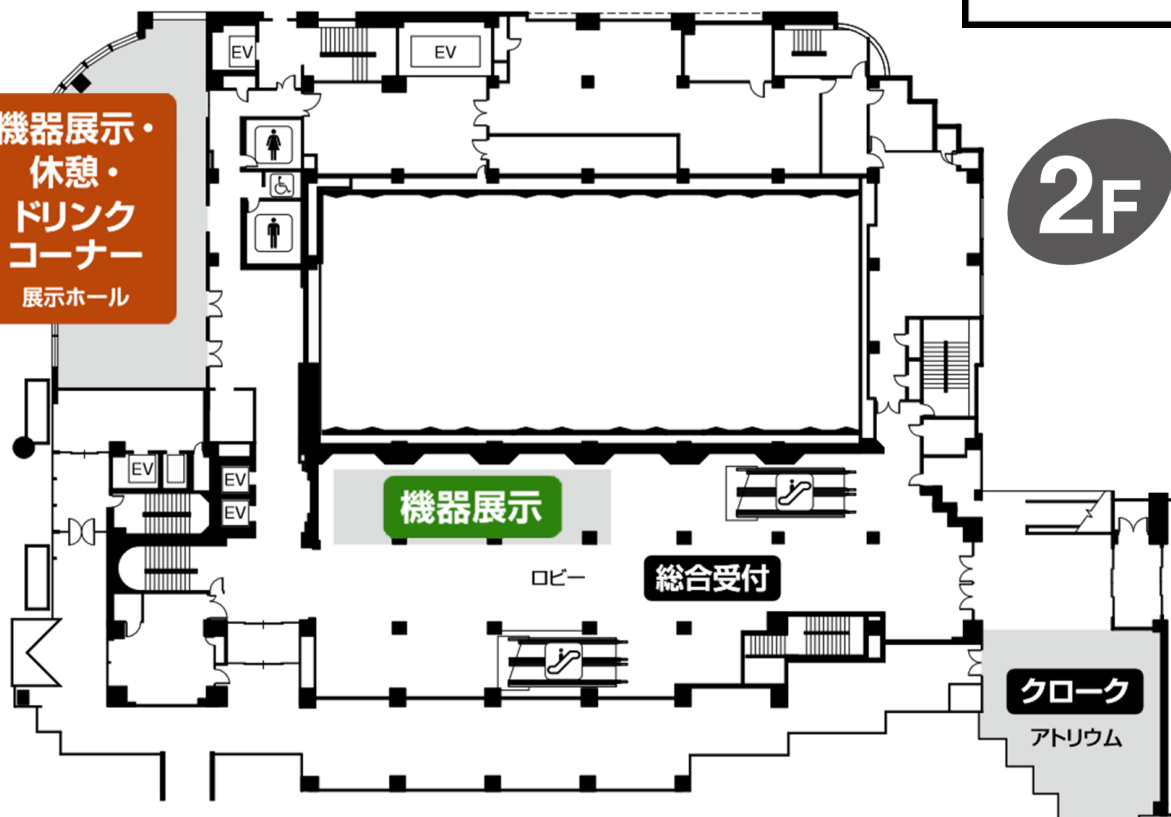 EV
EV
機器展示・
休憩・
ドリンク
コーナー
展示ホール
2F
EV
EV
EV
機器展示
ロビー
総合受付
クローク
アトリウム